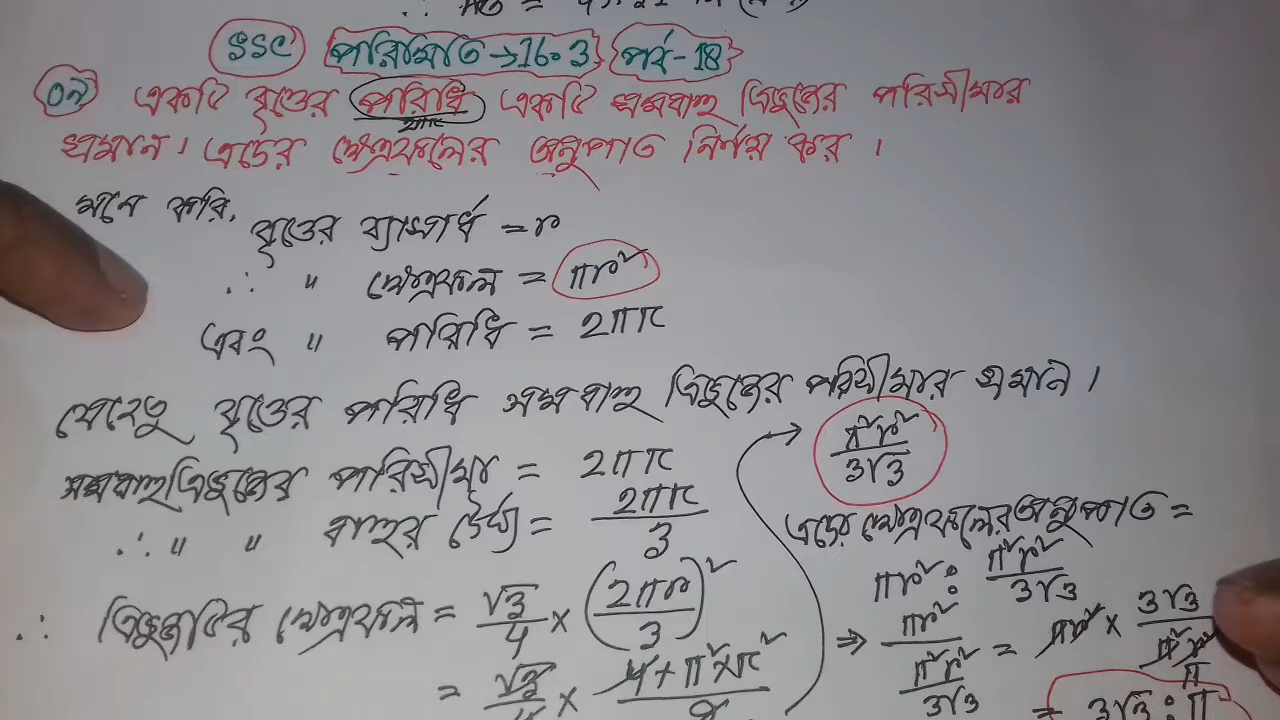 SSC পরিমিতি → 16.3 পর্ব - 18
০৭ একটি বৃত্তের পরিধি একটি সমবাহু ত্রিভুজের পরিসীমার
সমান। এদের ক্ষেত্রফলের অনুপাত নির্ণয় কর।
মনে করি,
বৃত্তের ব্যাসার্ধ = r
∴ " ক্ষেত্রফল = πr²
এবং " পরিধি = 2πr
যেহেতু বৃত্তের পরিধি সমবাহু ত্রিভুজের পরিসীমার সমান।
সমবাহু ত্রিভুজের পরিসীমা = 2πr
∴ " " বাহুর দৈর্ঘ্য = 2πr/3
∴ ত্রিভুজটির ক্ষেত্রফল = √3/4 × (2πr/3)²
= √3/4 ×
→ π²r²/3√3
এদের ক্ষেত্রফলের অনুপাত =
πr² : π²r²/3√3
⇒ πr²/(π²r²/3√3) = πr² × 3√3/π²r²
= 3√3 : π